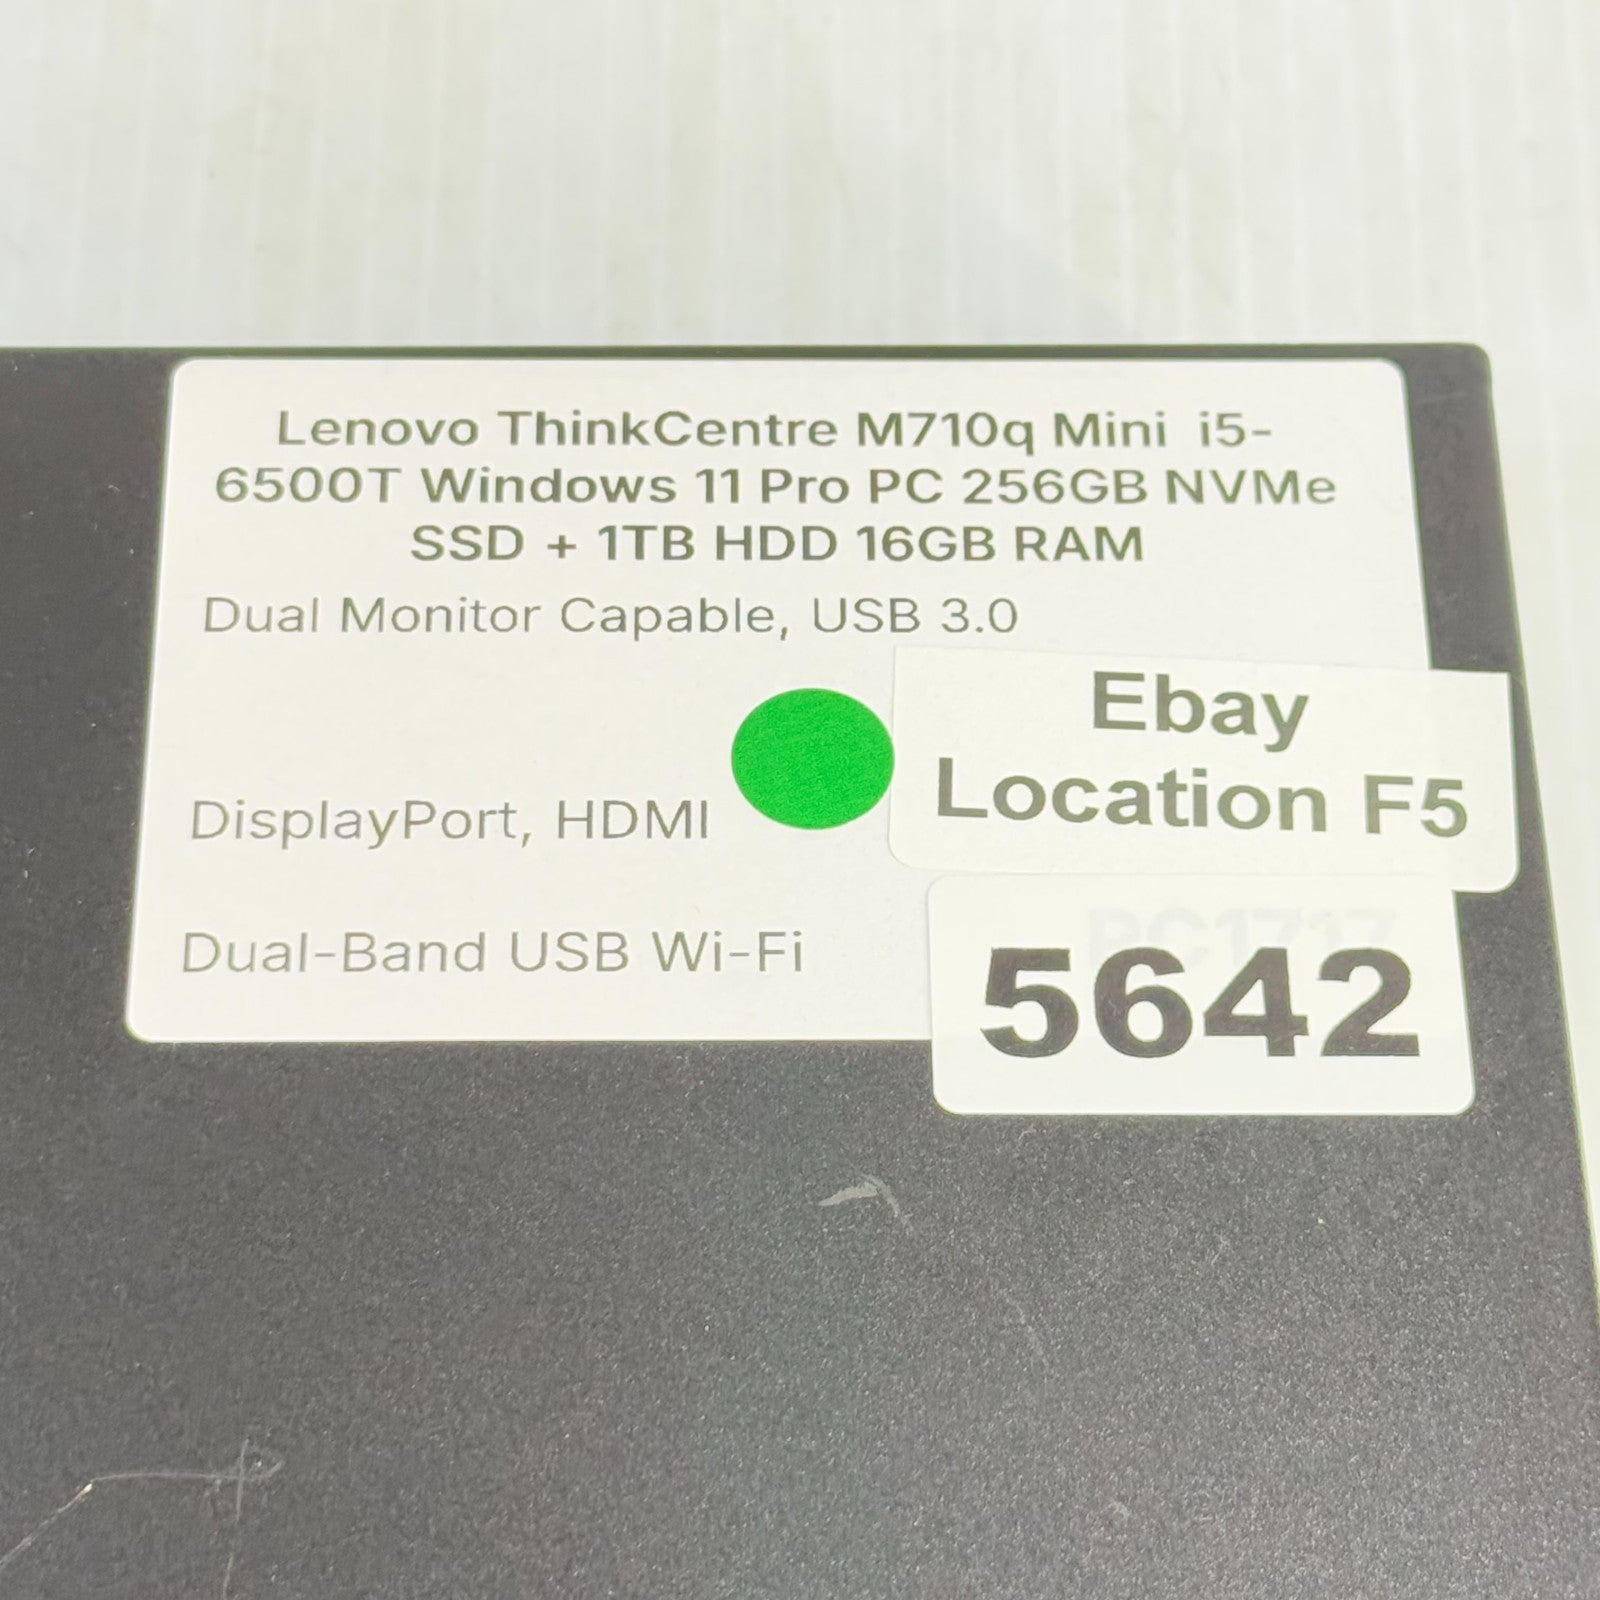 Lenovo ThinkCentre M710q Mini i5-
6500T Windows 11 Pro PC 256GB NVMe
SSD + 1TB HDD 16GB RAM
Dual Monitor Capable, USB 3.0
Ebay
Location F5
DisplayPort, HDMI
Dual-Band USB Wi-Fi
PC1717
5642